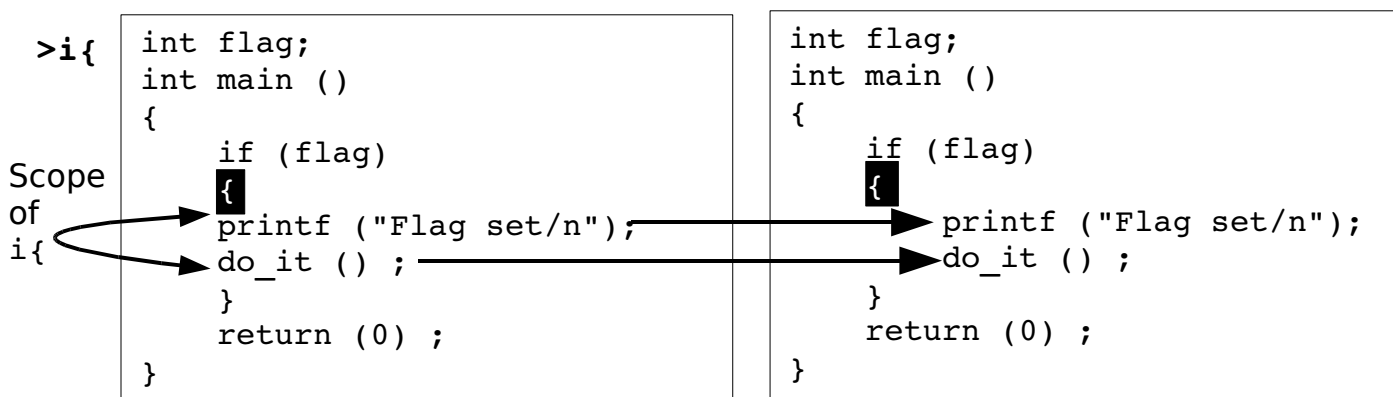 >i{
Scope
of
i{
int flag;
int main ()
{
if (flag)
{
printf ("Flag set/n");
do_it () ;
}
return (0) ;
}
int flag;
int main ()
{
if (flag)
{
printf ("Flag set/n");
do_it () ;
}
return (0) ;
}